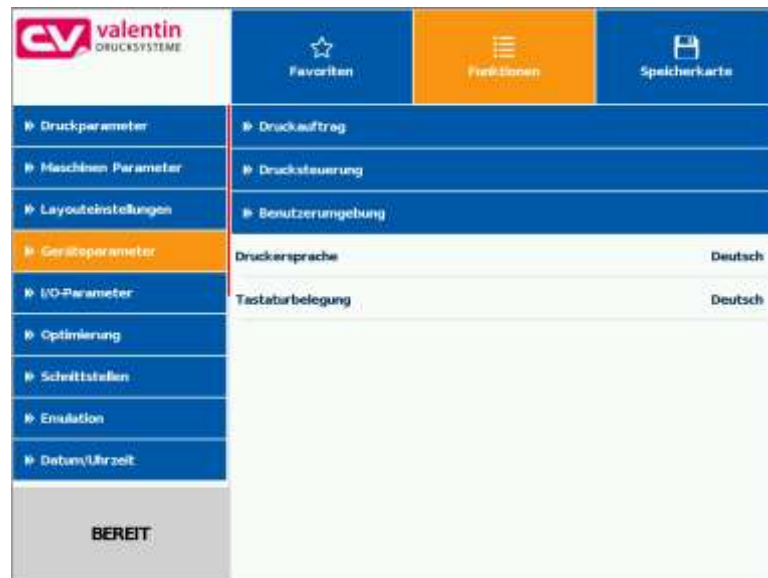 CV valentin
DRUCKSYSTEME
Favoriten
Funktionen
Speicherkarte
Druckparameter
Maschinen Parameter
Layouteinstellungen
Geräteparameter
I/O-Parameter
Optimierung
Schnittstellen
Emulation
Datum/Uhrzeit
BEREIT
Druckauftrag
Drucksteuerung
Benutzerumgebung
Druckersprache Deutsch
Tastaturbelegung Deutsch